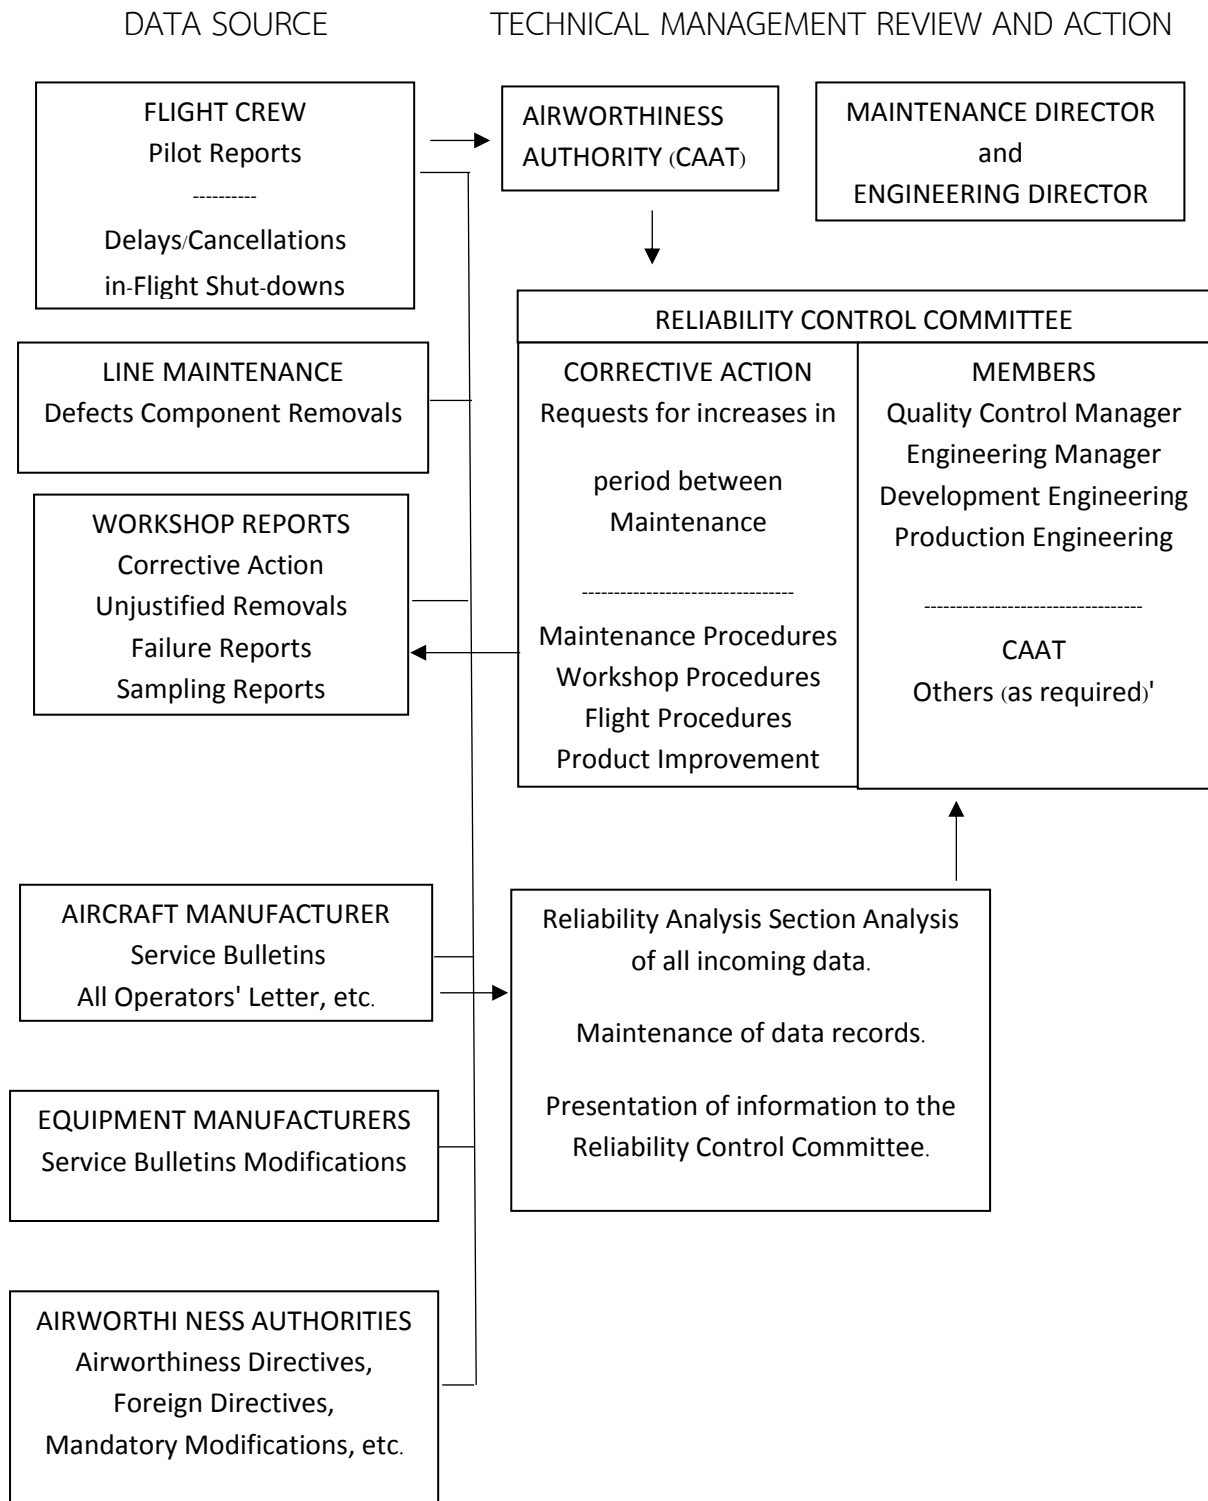 DATA SOURCE
TECHNICAL MANAGEMENT REVIEW AND ACTION
FLIGHT CREW
Pilot Reports
----------
Delays/Cancellations
in-Flight Shut-downs
AIRWORTHINESS
AUTHORITY (CAAT)
MAINTENANCE DIRECTOR
and
ENGINEERING DIRECTOR
LINE MAINTENANCE
Defects Component Removals
WORKSHOP REPORTS
Corrective Action
Unjustified Removals
Failure Reports
Sampling Reports
RELIABILITY CONTROL COMMITTEE
CORRECTIVE ACTION
Requests for increases in
period between
Maintenance
---------------------------------
Maintenance Procedures
Workshop Procedures
Flight Procedures
Product Improvement
MEMBERS
Quality Control Manager
Engineering Manager
Development Engineering
Production Engineering
----------------------------------
CAAT
Others (as required)'
AIRCRAFT MANUFACTURER
Service Bulletins
All Operators' Letter, etc.
Reliability Analysis Section Analysis
of all incoming data.
Maintenance of data records.
Presentation of information to the
Reliability Control Committee.
EQUIPMENT MANUFACTURERS
Service Bulletins Modifications
AIRWORTHI NESS AUTHORITIES
Airworthiness Directives,
Foreign Directives,
Mandatory Modifications, etc.